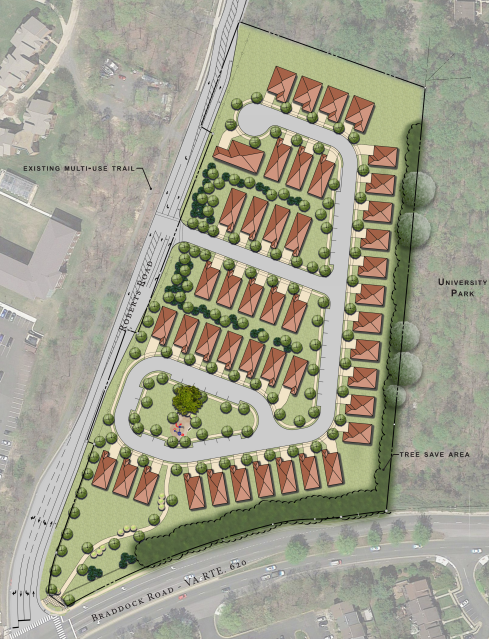 EXISTING MULTI-USE TRAIL
ROBERTS ROAD
UNIVERSITY
PARK
TREE SAVE AREA
BRADDOCK ROAD - VA RTE. 620